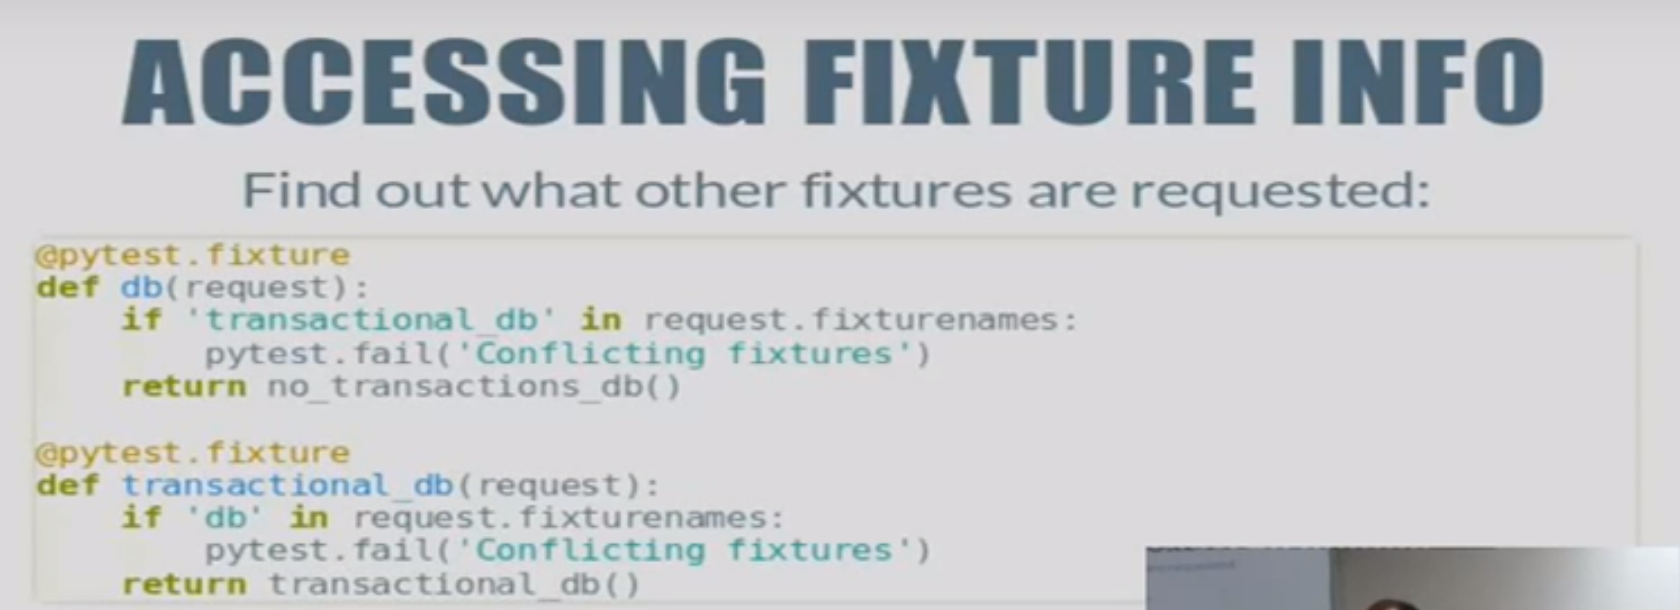 ACCESSING FIXTURE INFO
Find out what other fixtures are requested:
@pytest.fixture
def db(request):
    if 'transactional_db' in request.fixturenames:
        pytest.fail('Conflicting fixtures')
    return no_transactions_db()
@pytest.fixture
def transactional_db(request):
    if 'db' in request.fixturenames:
        pytest.fail('Conflicting fixtures')
    return transactional_db()